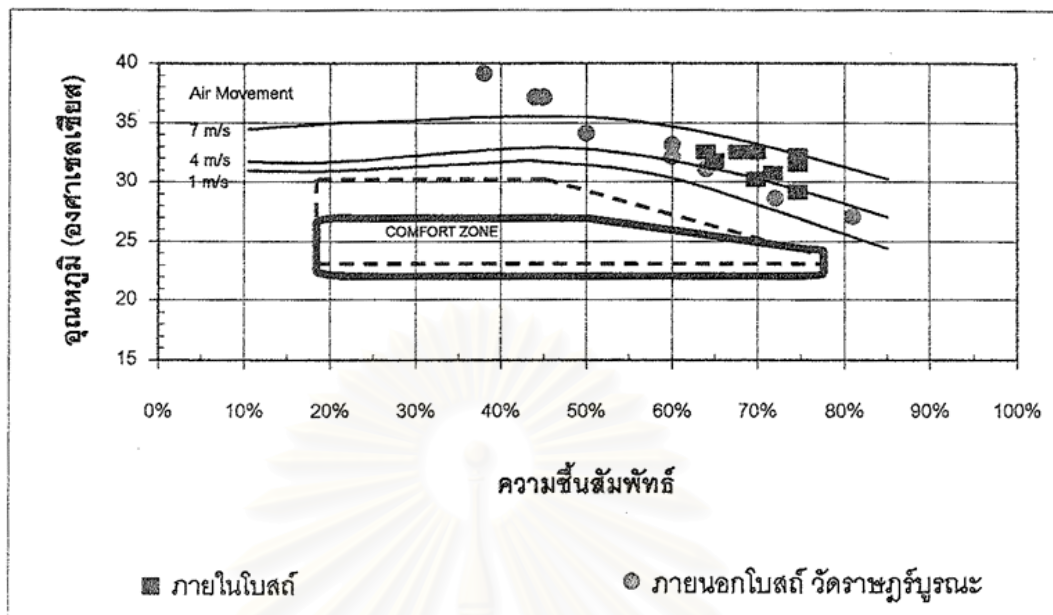 40
Air Movement
35
7 m/s
4 m/s
30
1 m/s
25
COMFORT ZONE
20
15
อุณหภูมิ (องศาเซลเซียส)
0% 10% 20% 30% 40% 50% 60% 70% 80% 90% 100%
ความชื้นสัมพัทธ์
ภายในโบสถ์ ภายนอกโบสถ์ วัดราษฎร์บูรณะ